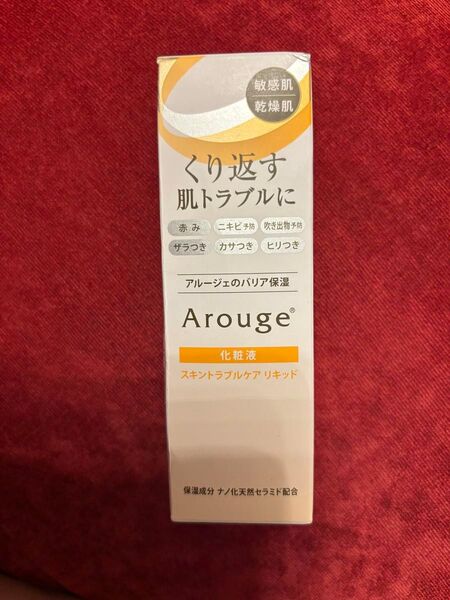 敏感肌
乾燥肌
くり返す
肌トラブルに
赤み ニキビ予防 吹き出物予防
ザラつき カサつき ヒリつき
アルージェのバリア保湿
Arouge®
化粧液
スキントラブルケア リキッド
保湿成分 ナノ化天然セラミド配合